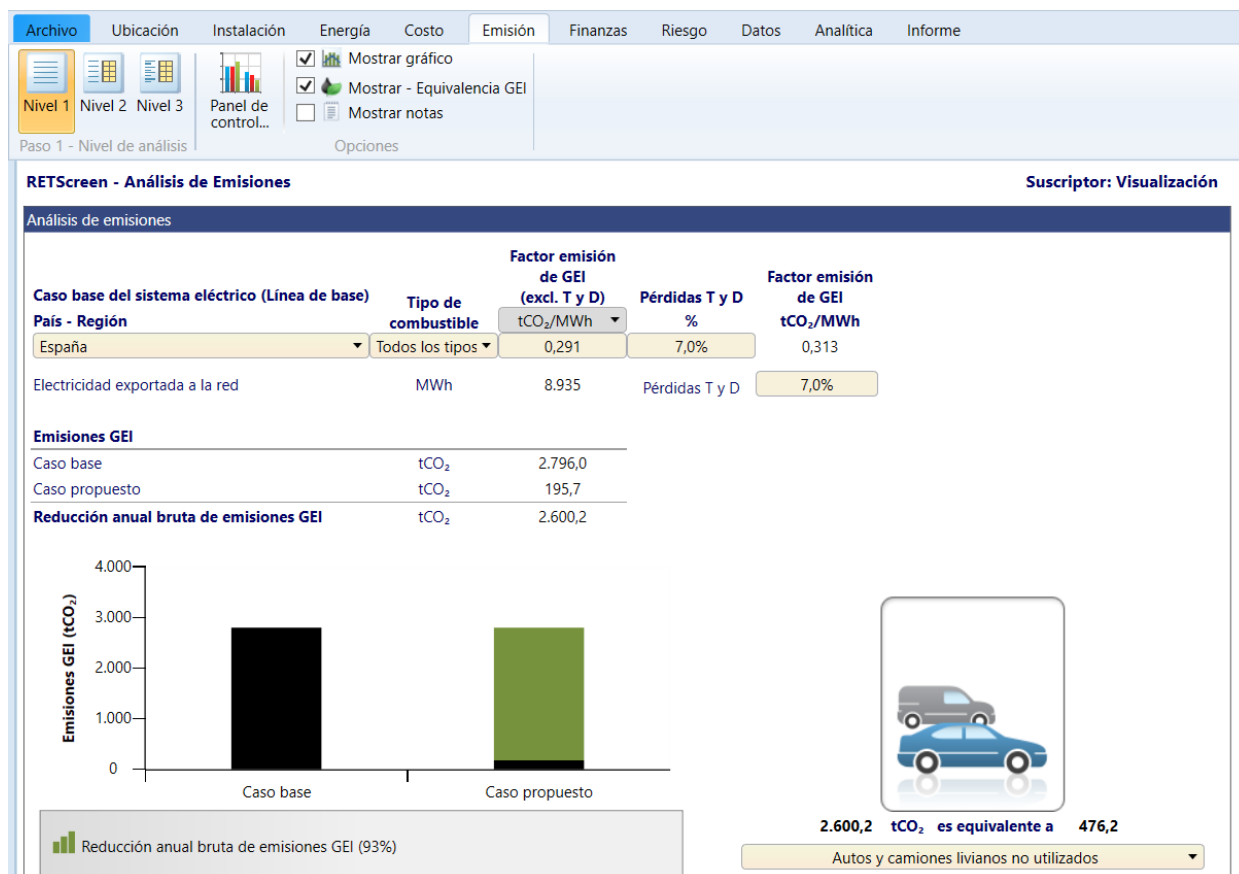 Archivo Ubicación Instalación Energía Costo Emisión Finanzas Riesgo Datos Analítica Informe
Mostrar gráfico
Mostrar - Equivalencia GEI
Mostrar notas
Nivel 1 Nivel 2 Nivel 3
Panel de
control...
Paso 1 - Nivel de análisis
Opciones
RETScreen - Análisis de Emisiones
Suscriptor: Visualización
Análisis de emisiones
Factor emisión
de GEI
(excl. T y D)
Factor emisión
de GEI
Caso base del sistema eléctrico (Línea de base)
Tipo de
combustible
Pérdidas T y D
País - Región
tCO₂/MWh
%
tCO₂/MWh
España Todos los tipos 0,291 7,0% 0,313
Electricidad exportada a la red MWh 8.935 Pérdidas T y D 7,0%
Emisiones GEI
Caso base tCO₂ 2.796,0
Caso propuesto tCO₂ 195,7
Reducción anual bruta de emisiones GEI tCO₂ 2.600,2
Emisiones GEI (tCO₂)
4.000
3.000
2.000
1.000
0
Caso base Caso propuesto
Reducción anual bruta de emisiones GEI (93%)
2.600,2 tCO₂ es equivalente a 476,2
Autos y camiones livianos no utilizados